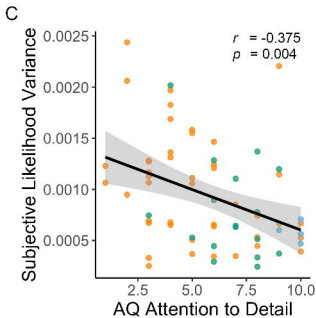 C
r = -0.375
p = 0.004
Subjective Likelihood Variance
0.0025
0.0020
0.0015
0.0010
0.0005
2.5 5.0 7.5 10.0
AQ Attention to Detail